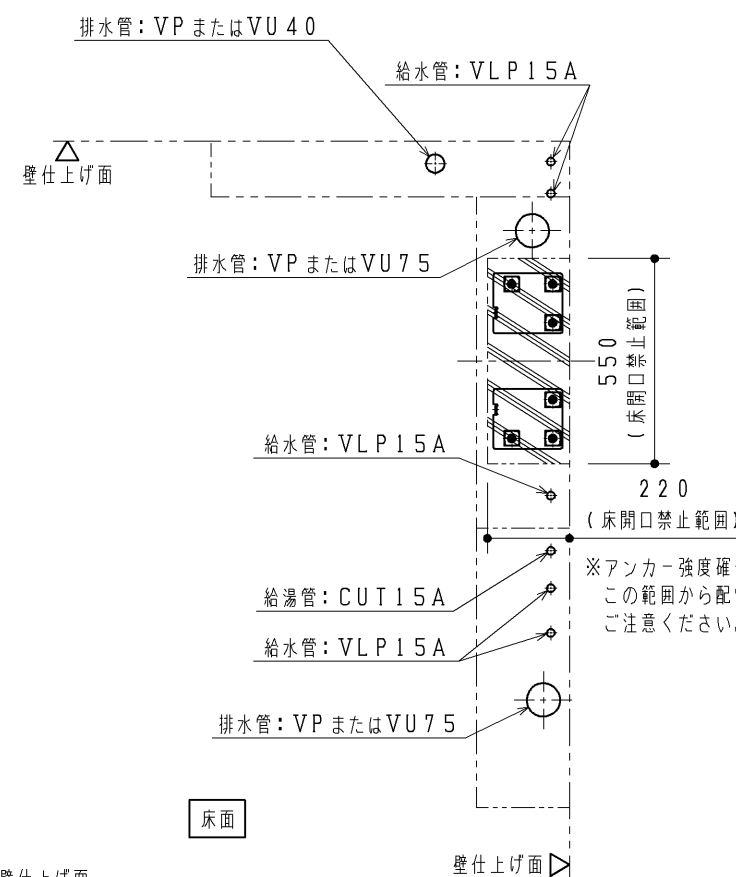 排水管：VPまたはVU40
給水管：VLP15A
壁仕上げ面
排水管：VPまたはVU75
550
(床開口禁止範囲)
給水管：VLP15A
220
(床開口禁止範囲)
※アンカー強度確
この範囲から配
ご注意ください。
給湯管：CUT15A
給水管：VLP15A
排水管：VPまたはVU75
床面
壁仕上げ面
壁仕上げ面